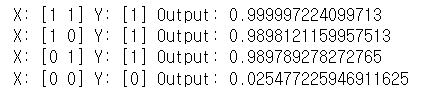 X: [1 1] Y: [1] Output: 0.999997224099713
X: [1 0] Y: [1] Output: 0.9898121159957513
X: [0 1] Y: [1] Output: 0.989789278272765
X: [0 0] Y: [0] Output: 0.025477225946911625